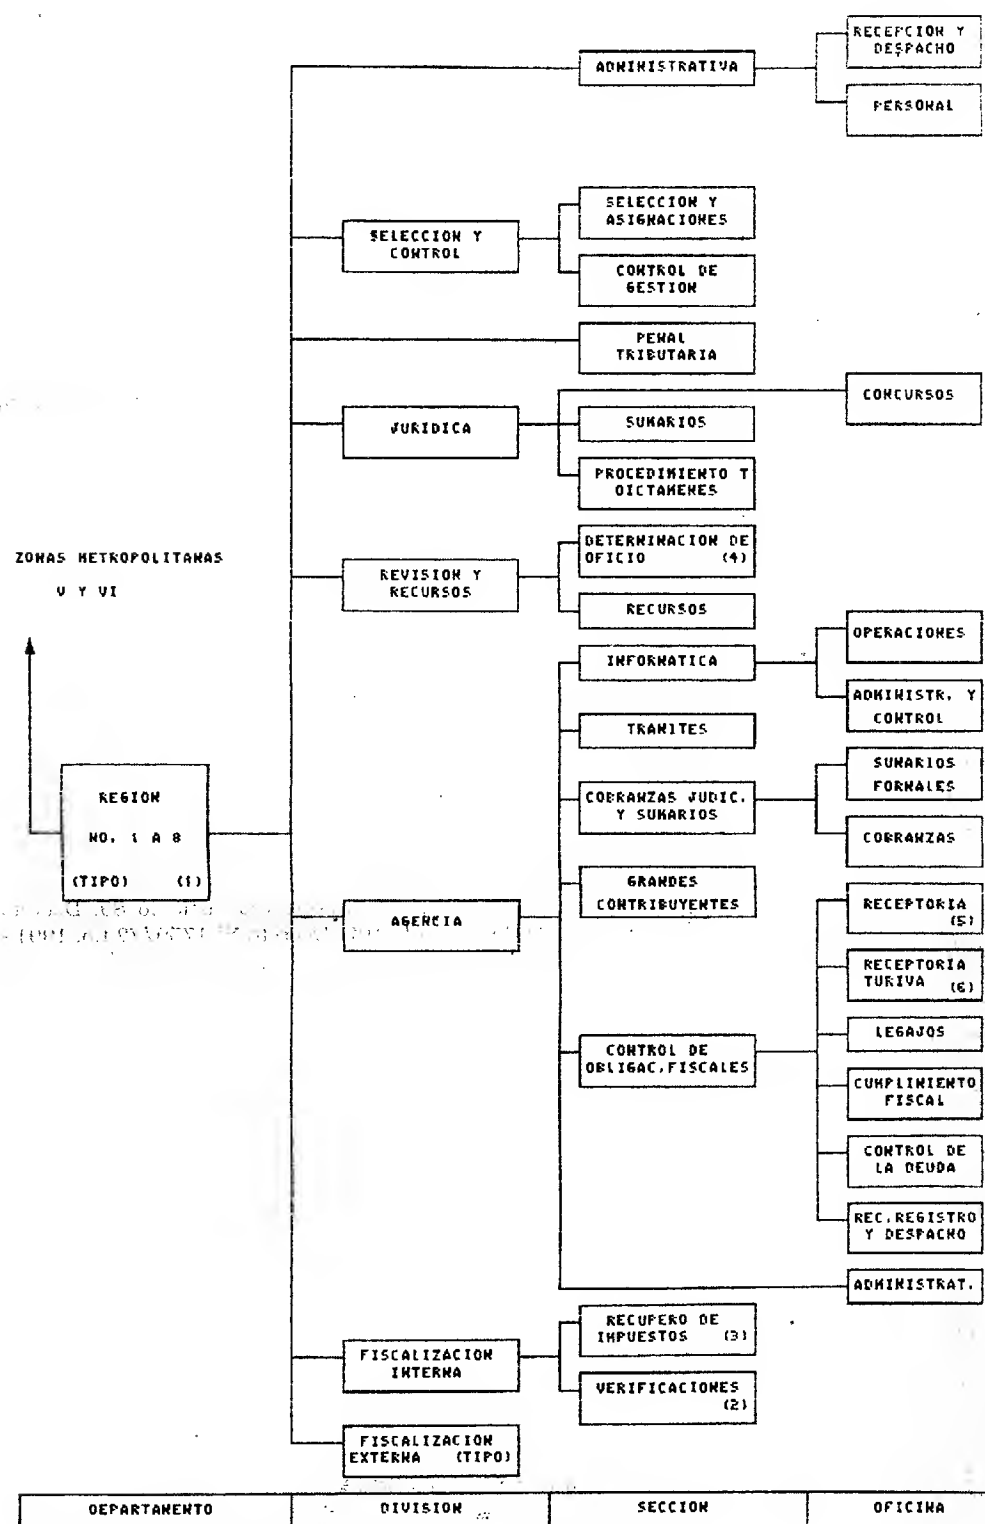 RECEPCION Y
DESPACHO
ADMINISTRATIVA
PERSONAL
SELECCION Y
ASIGNACIONES
SELECCION Y
CONTROL
CONTROL DE
GESTION
PENAL
TRIBUTARIA
CONCURSOS
JURIDICA
SUMARIOS
PROCEDIMIENTO T
OICTAMENES
ZONAS METROPOLITANAS
V Y VI
DETERMINACION DE
OFICIO (4)
REVISION Y
RECURSOS
RECURSOS
OPERACIONES
INFORMATICA
ADMINISTR. Y
CONTROL
TRAMITES
SUMARIOS
FORMALES
COBRANZAS JUDIC.
Y SUMARIOS
COBRANZAS
REGION
NO. 1 A 8
(TIPO) (1)
GRANDES
CONTRIBUYENTES
AGENCIA
RECEPTORIA
(5)
RECEPTORIA
TURIVA (6)
LEGAJOS
CONTROL DE
OBLIGAC.FISCALES
CUMPLIMIENTO
FISCAL
CONTROL DE
LA DEUDA
REC.REGISTRO
Y DESPACHO
ADMINISTRAT.
RECUPERO DE
IMPUESTOS (3)
FISCALIZACION
INTERNA
VERIFICACIONES
(2)
FISCALIZACION
EXTERNA (TIPO)
DEPARTAMENTO DIVISION SECCION OFICINA